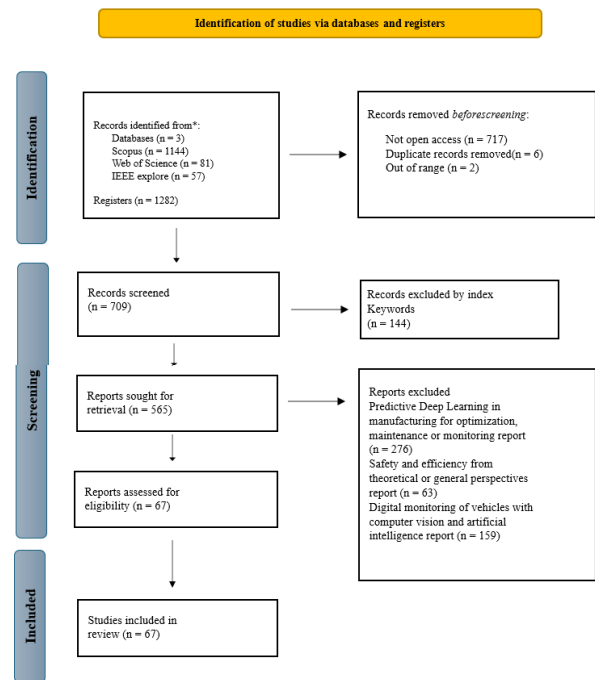 Identification of studies via databases and registers
Identification
Records identified from*:
Databases (n = 3)
Scopus (n = 1144)
Web of Science (n = 81)
IEEE explore (n = 57)
Registers (n = 1282)
Records removed beforescreening:
Not open access (n = 717)
Duplicate records removed(n = 6)
Out of range (n = 2)
Screening
Records screened
(n = 709)
Records excluded by index
Keywords
(n = 144)
Reports sought for
retrieval (n = 565)
Reports excluded
Predictive Deep Learning in
manufacturing for optimization,
maintenance or monitoring report
(n = 276)
Safety and efficiency from
theoretical or general perspectives
report (n = 63)
Digital monitoring of vehicles with
computer vision and artificial
intelligence report (n = 159)
Reports assessed for
eligibility (n = 67)
Included
Studies included in
review (n = 67)